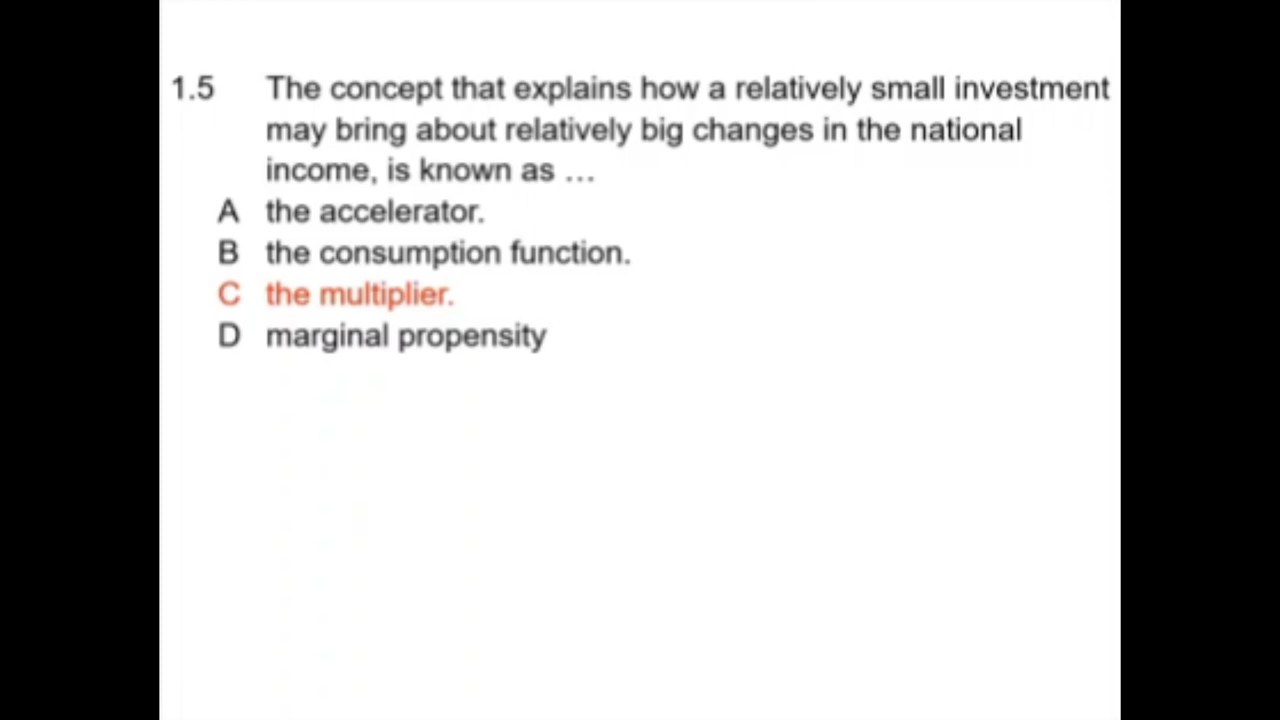 1.5 The concept that explains how a relatively small investment
may bring about relatively big changes in the national
income, is known as ...
A the accelerator.
B the consumption function.
C the multiplier.
D marginal propensity